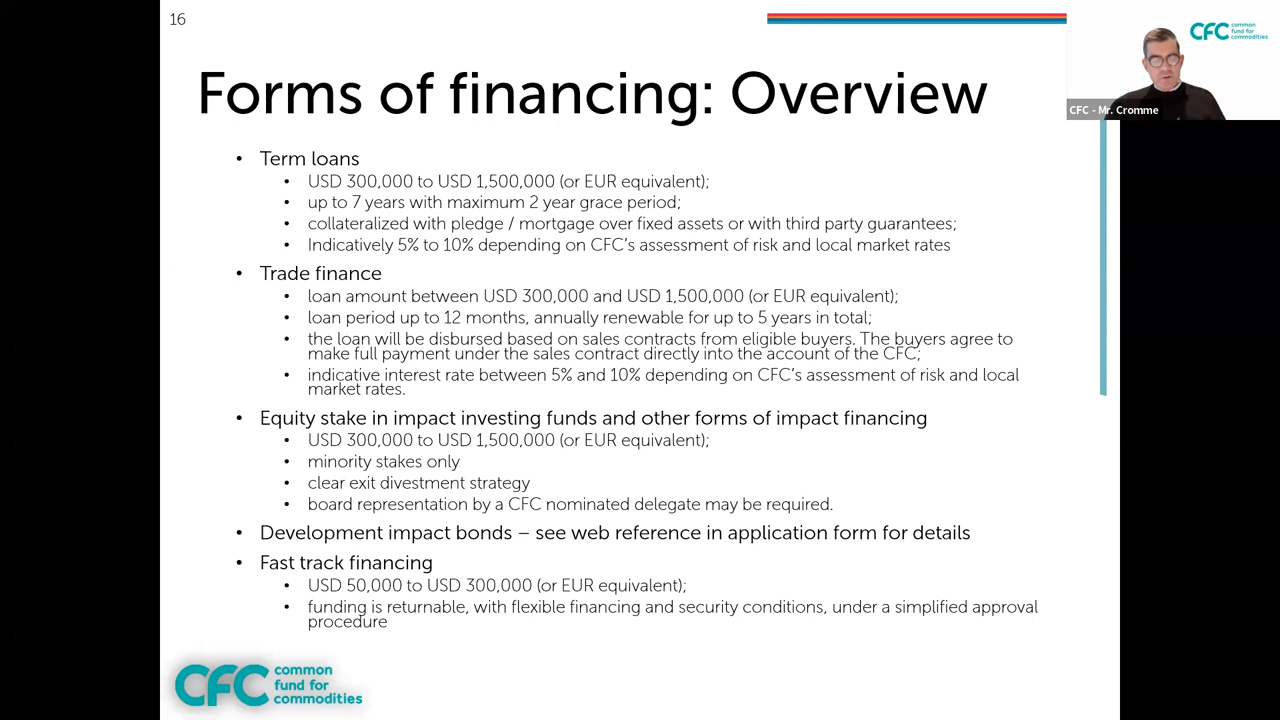 16
CFC common
fund for
commodities
CFC - Mr. Cromme
Forms of financing: Overview
• Term loans
• USD 300,000 to USD 1,500,000 (or EUR equivalent);
• up to 7 years with maximum 2 year grace period;
• collateralized with pledge / mortgage over fixed assets or with third party guarantees;
• Indicatively 5% to 10% depending on CFC's assessment of risk and local market rates
• Trade finance
• loan amount between USD 300,000 and USD 1,500,000 (or EUR equivalent);
• loan period up to 12 months, annually renewable for up to 5 years in total;
• the loan will be disbursed based on sales contracts from eligible buyers. The buyers agree to
make full payment under the sales contract directly into the account of the CFC;
• indicative interest rate between 5% and 10% depending on CFC's assessment of risk and local
market rates.
• Equity stake in impact investing funds and other forms of impact financing
• USD 300,000 to USD 1,500,000 (or EUR equivalent);
• minority stakes only
• clear exit divestment strategy
• board representation by a CFC nominated delegate may be required.
• Development impact bonds – see web reference in application form for details
• Fast track financing
• USD 50,000 to USD 300,000 (or EUR equivalent);
• funding is returnable, with flexible financing and security conditions, under a simplified approval
procedure
CFC common
fund for
commodities